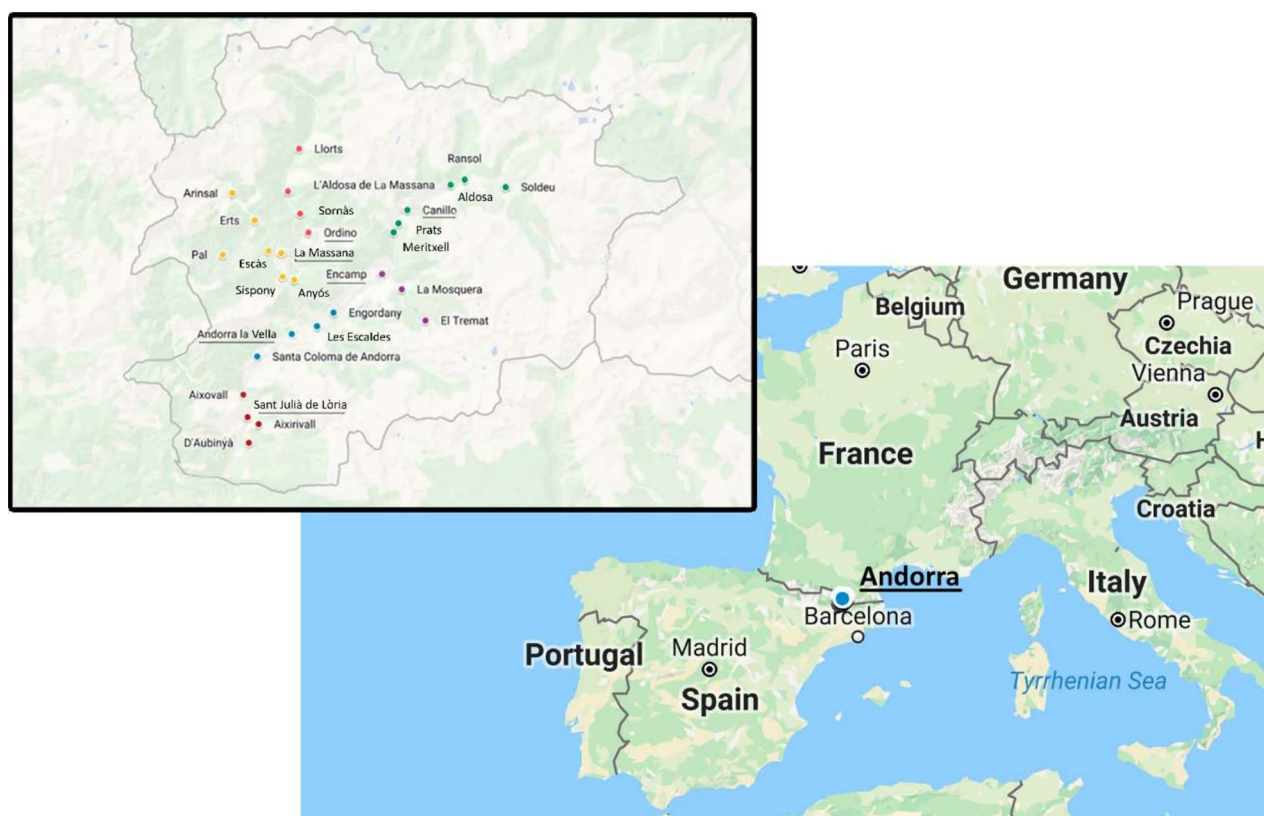 Llorts
Ransol
Arinsal
L'Aldosa de La Massana
Aldosa
Soldeu
Erts
Sornàs
Canillo
Ordino
Prats
Meritxell
Pal
Escàs
La Massana
Encamp
Sispony
Anyós
La Mosquera
Engordany
El Tremat
Andorra la Vella
Les Escaldes
Santa Coloma de Andorra
Aixovall
Sant Julià de Lòria
Aixirivall
D'Aubinyà
Germany
Belgium
Prague
Paris
Czechia
Vienna
Austria
France
H
Croatia
Andorra
Italy
Barcelona
Rome
Portugal
Madrid
Spain
Tyrrhenian Sea